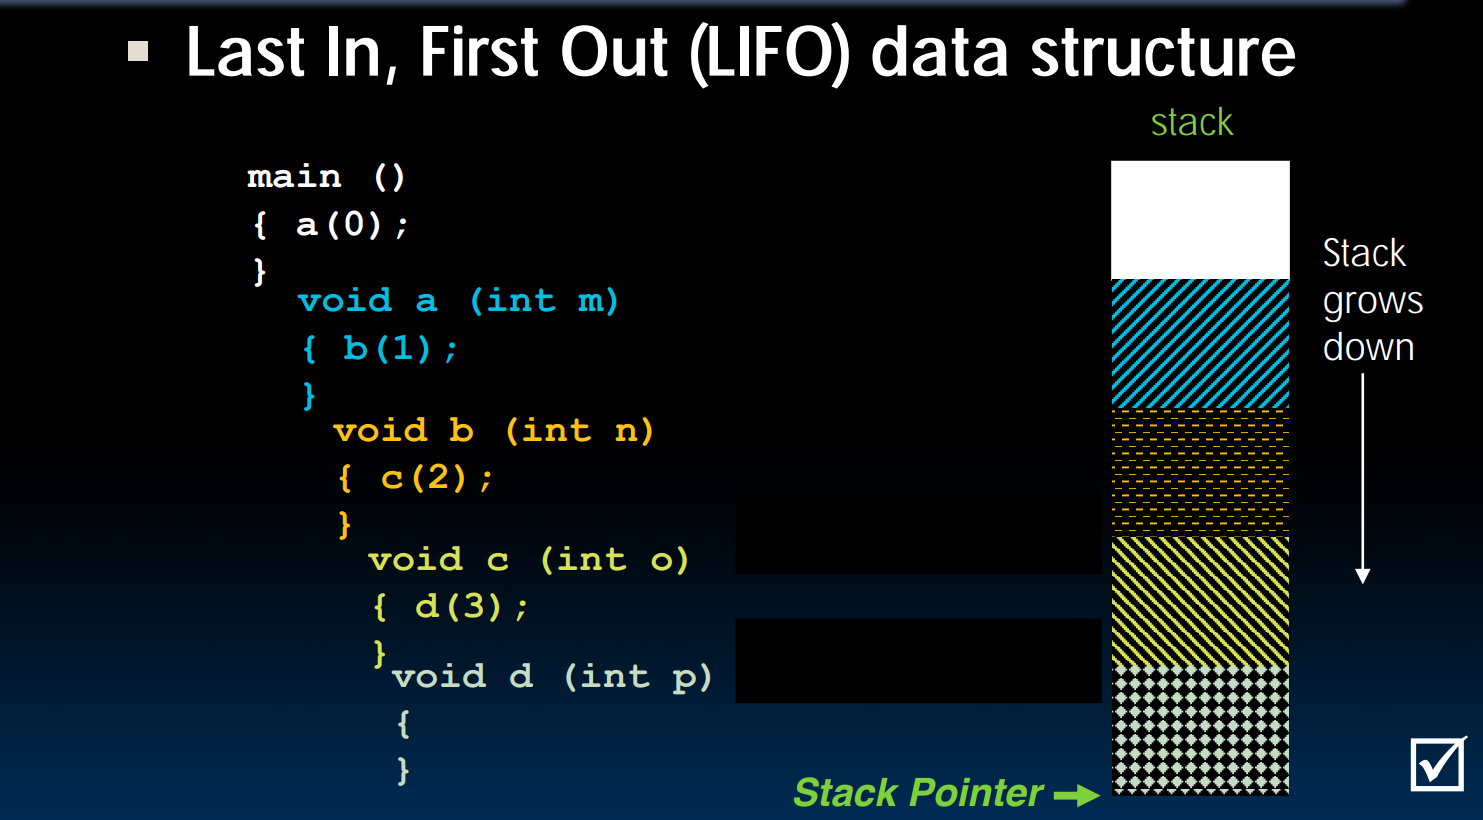 Last In, First Out (LIFO) data structure
stack
main ()
{ a(0);
}
void a (int m)
{ b(1);
}
void b (int n)
{ c(2);
}
void c (int o)
{ d(3);
}
void d (int p)
{
}
Stack
grows
down
Stack Pointer